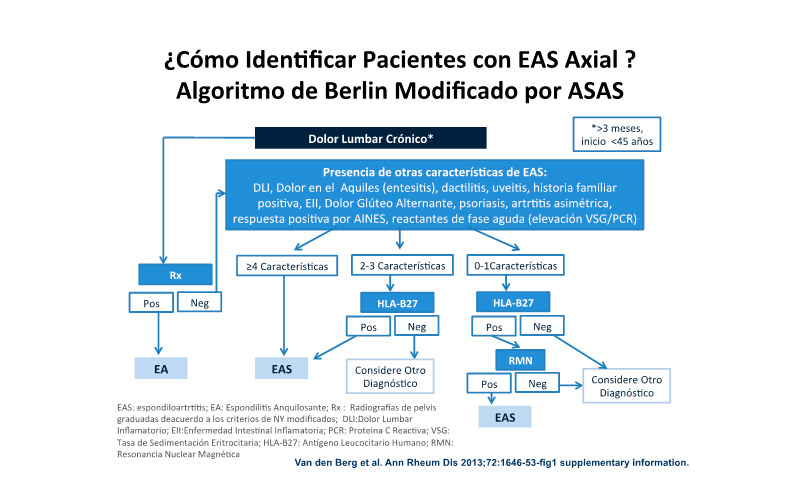 ¿Cómo Identificar Pacientes con EAS Axial ?
Algoritmo de Berlin Modificado por ASAS
*>3 meses,
inicio <45 años
Dolor Lumbar Crónico*
Presencia de otras características de EAS:
DLI, Dolor en el Aquiles (entesitis), dactilitis, uveitis, historia familiar
positiva, EII, Dolor Glúteo Alternante, psoriasis, artrtitis asimétrica,
respuesta positiva por AINES, reactantes de fase aguda (elevación VSG/PCR)
Rx
Pos
Neg
EA
≥4 Características
2-3 Características
0-1Características
HLA-B27
Pos
Neg
EAS
Considere Otro
Diagnóstico
HLA-B27
Pos
Neg
RMN
Pos
Neg
EAS
Considere Otro
Diagnóstico
EAS: espondiloartrtitis; EA: Espondilitis Anquilosante; Rx : Radiografías de pelvis
graduadas deacuerdo a los criterios de NY modificados; DLI:Dolor Lumbar
Inflamatorio; EII:Enfermedad Intestinal Inflamatoria; PCR: Proteina C Reactiva; VSG:
Tasa de Sedimentación Eritrocitaria; HLA-B27: Antígeno Leucocitario Humano; RMN:
Resonancia Nuclear Magnética
Van den Berg et al. Ann Rheum Dis 2013;72:1646-53-fig1 supplementary information.